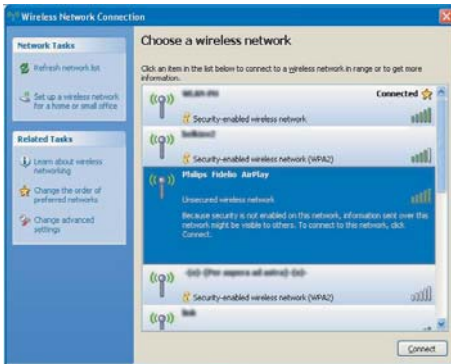 Wireless Network Connection
Network Tasks
Refresh network list
Set up a wireless network
for a home or small office
Related Tasks
Learn about wireless
networking
Change the order of
preferred networks
Change advanced
settings
Choose a wireless network
Click an item in the list below to connect to a wireless network in range or to get more
information.
Connected
Security-enabled wireless network
Security-enabled wireless network (WPA2)
Philips Fidelio AirPlay
Unsecured wireless network
Because security is not enabled on this network, information sent over this
network might be visible to others. To connect to this network, click
Connect.
Security-enabled wireless network (WPA2)
Connect